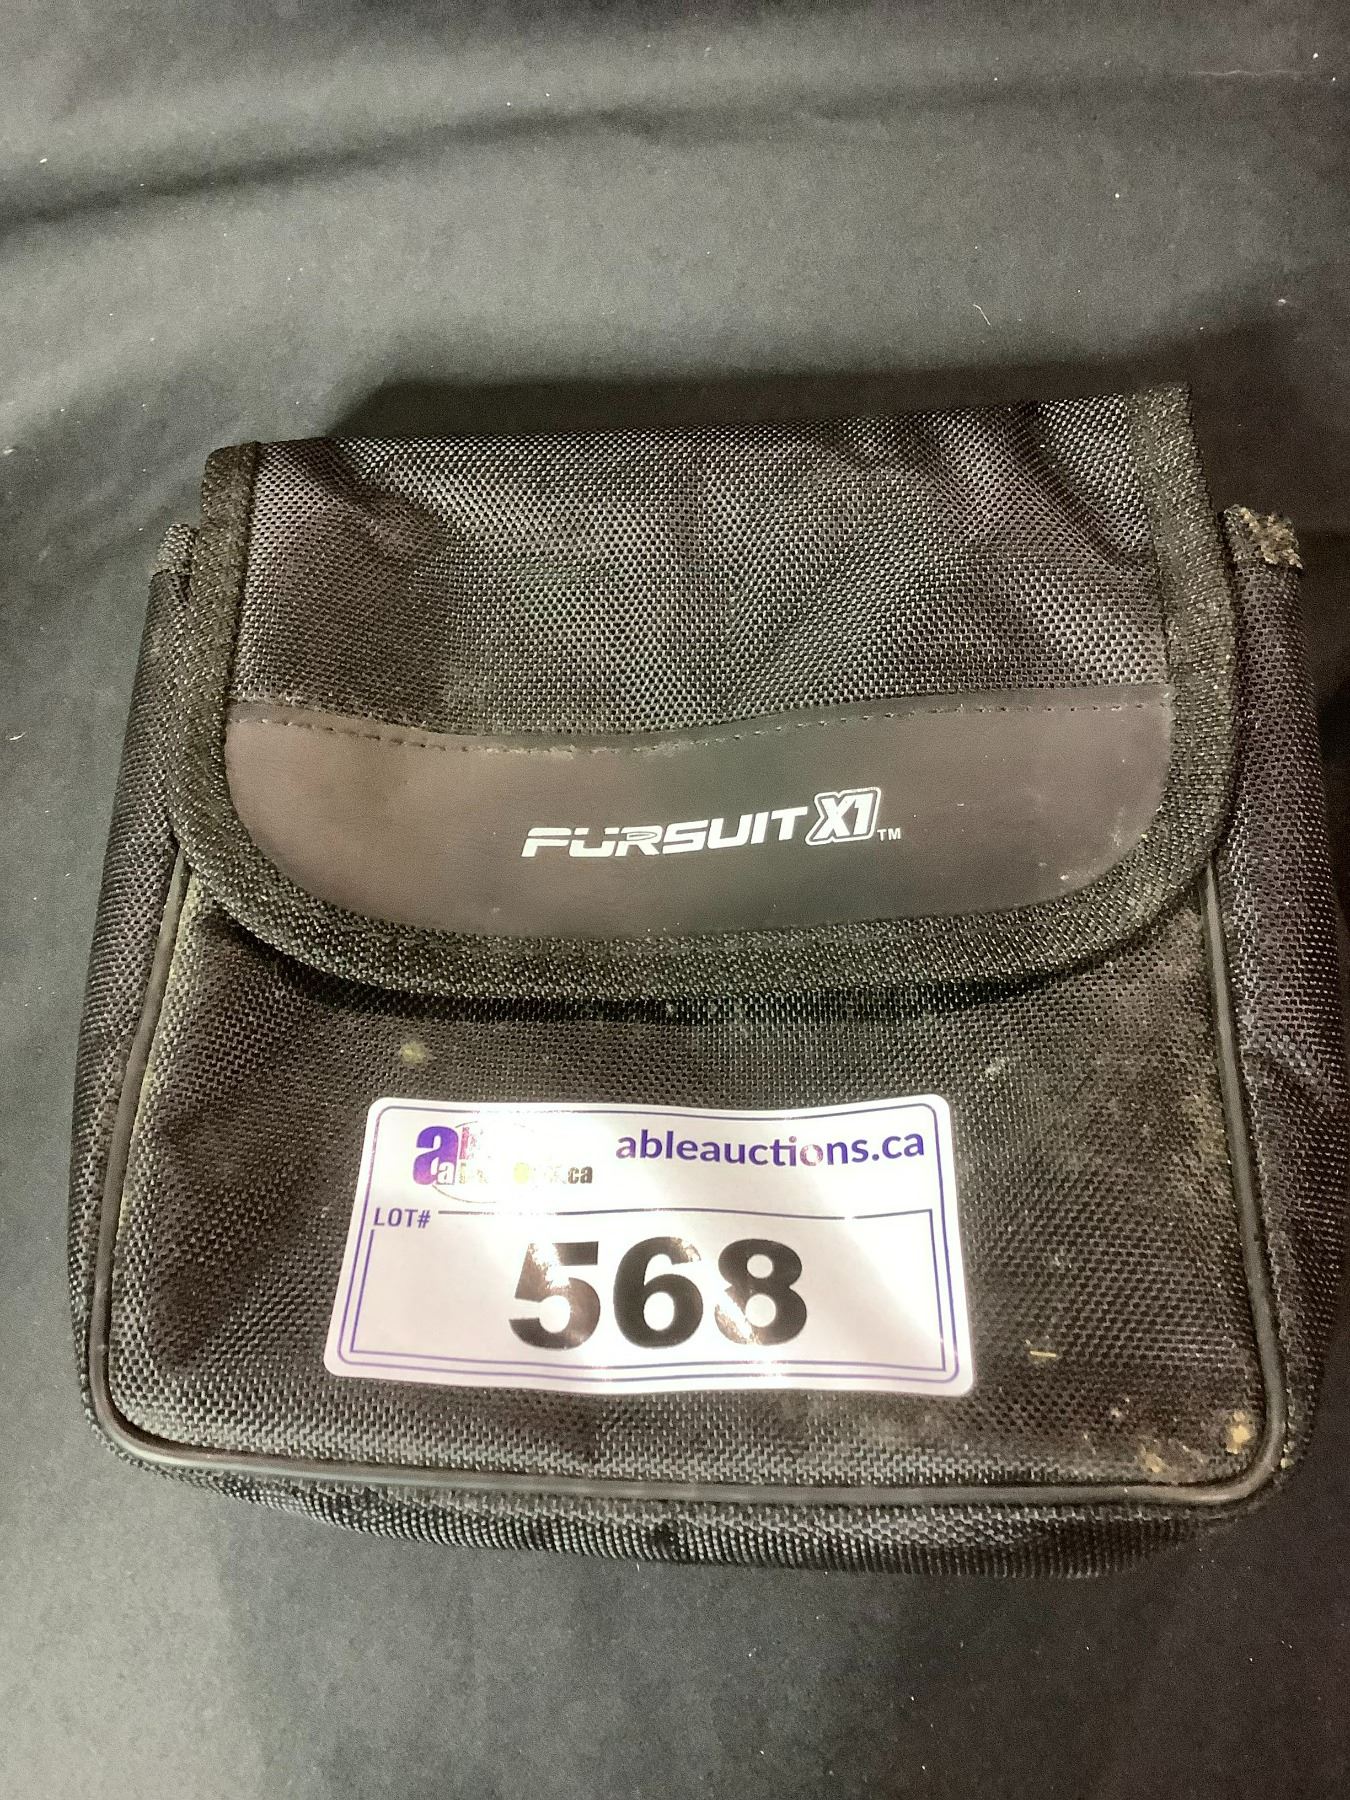 PURSUIT X1™
ableauctions.ca
LOT#
568